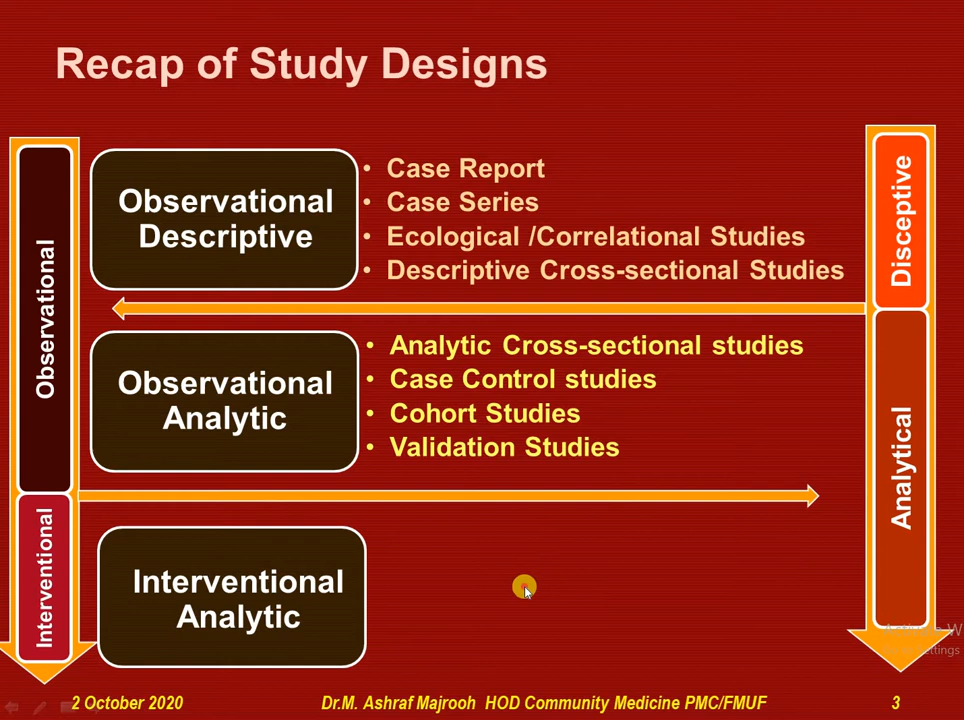 Recap of Study Designs
Observational
Interventional
Observational
Descriptive
• Case Report
• Case Series
• Ecological /Correlational Studies
• Descriptive Cross-sectional Studies
Observational
Analytic
• Analytic Cross-sectional studies
• Case Control studies
• Cohort Studies
• Validation Studies
Interventional
Analytic
Disceptive
Analytical
2 October 2020
Dr.M. Ashraf Majrooh HOD Community Medicine PMC/FMUF
3